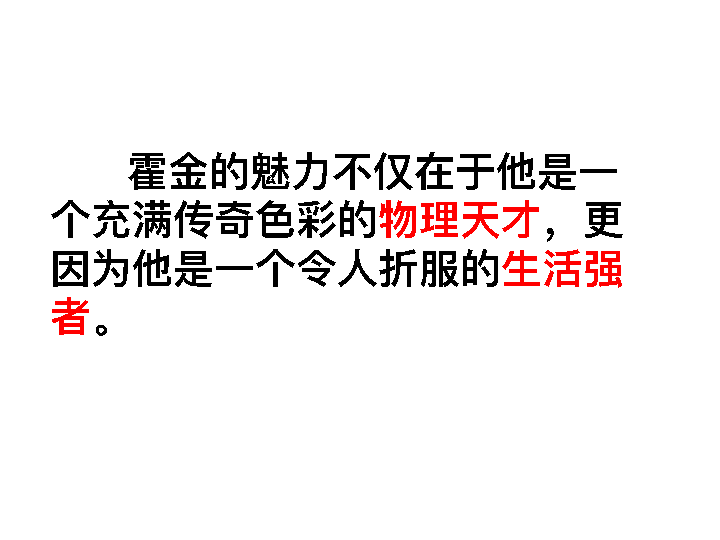 霍金的魅力不仅在于他是一
个充满传奇色彩的物理天才，更
因为他是一个令人折服的生活强
者。